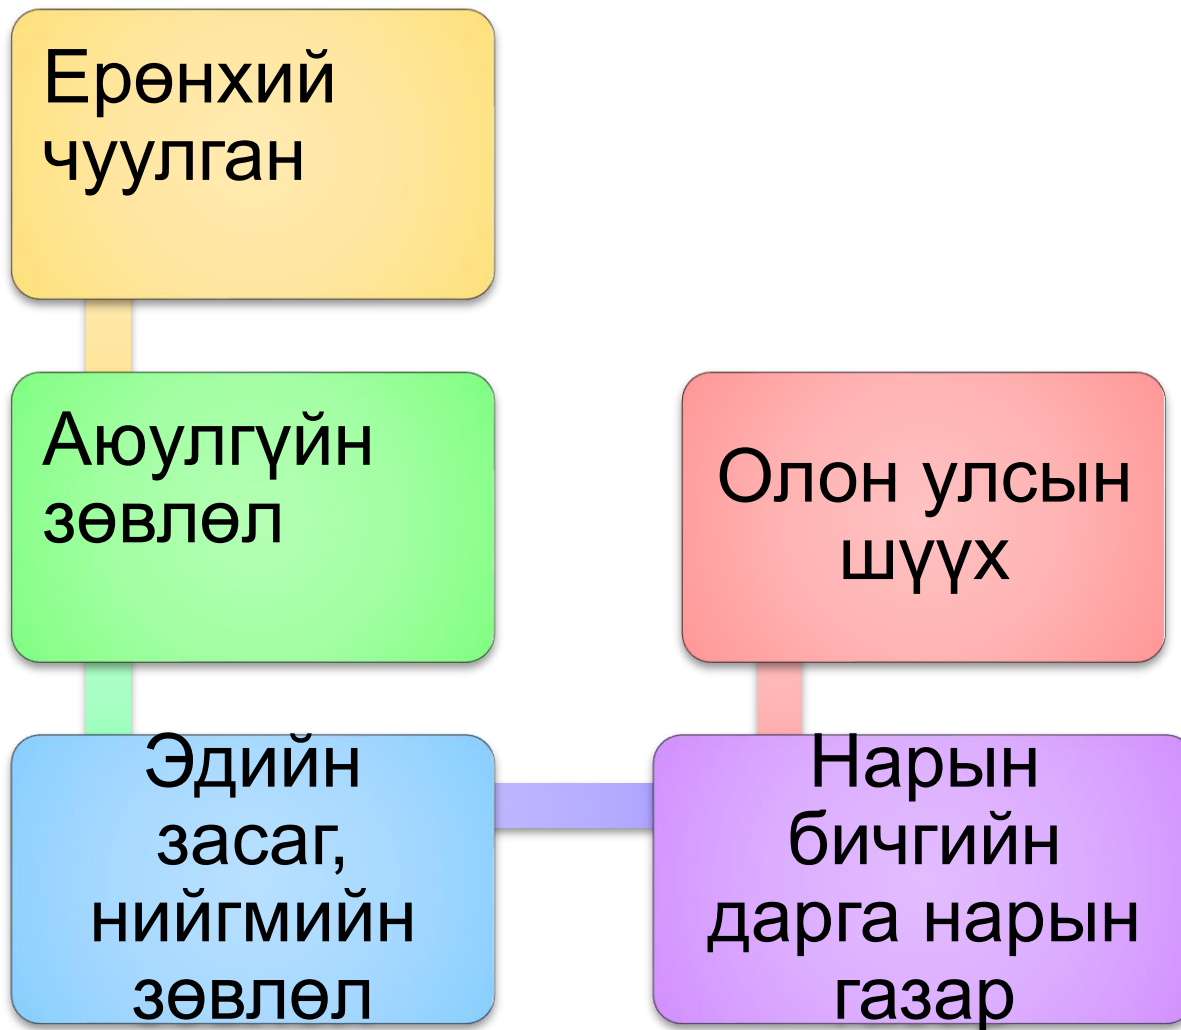 Ерөнхий
чуулган
Аюулгүйн
зөвлөл
Эдийн
засаг,
нийгмийн
зөвлөл
Нарын
бичгийн
дарга нарын
газар
Олон улсын
шүүх